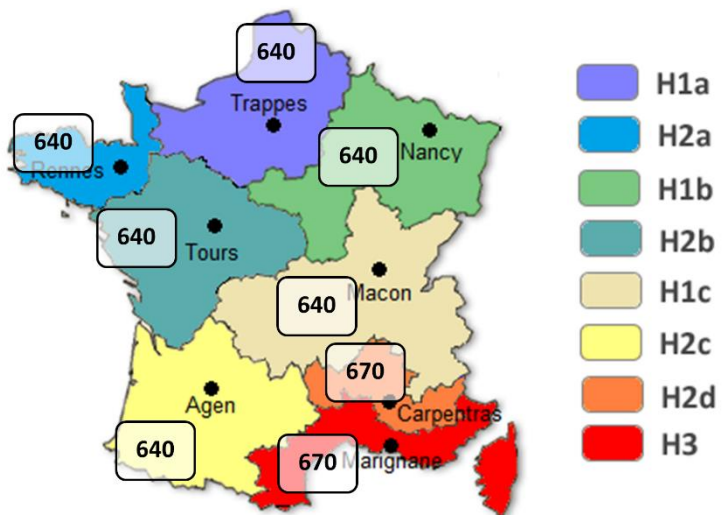 640
Trappes
640
Rennes
640
Nancy
640
Tours
640
Macon
670
Agen
Carpentras
640
670
Marignane
H1a
H2a
H1b
H2b
H1c
H2c
H2d
H3